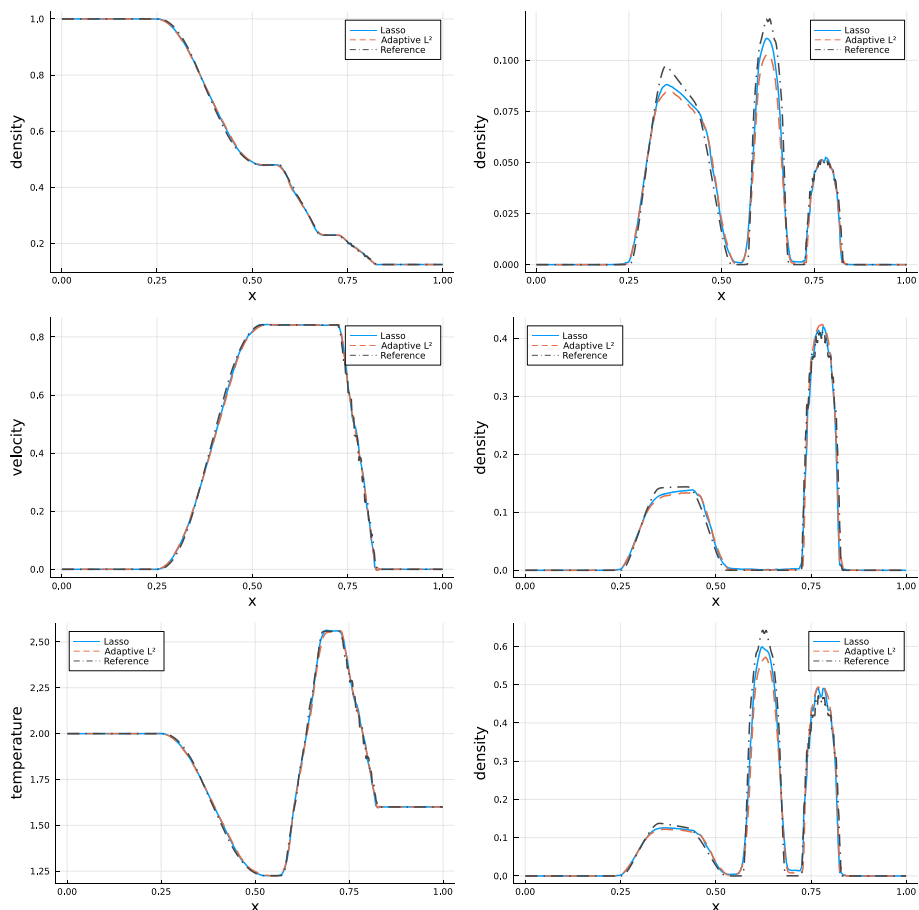 1,0
0,8
0,6
0,4
0,2
density
0,00
0,25
0,50
0,75
1,00
x
Lasso
Adaptive L²
Reference
0.100
0.075
0.050
0.025
0.000
density
0.00
0.25
0.50
0.75
1.00
x
Lasso
Adaptive L²
Reference
0.8
0.6
0.4
0.2
0.0
velocity
0.00
0.25
0.50
0.75
1.00
x
Lasso
Adaptive L²
Reference
0.4
0.3
0.2
0.1
0.0
density
0.00
0.25
0.50
0.75
1.00
x
Lasso
Adaptive L²
Reference
2.50
2.25
2.00
1.75
1.50
1.25
temperature
0.00
0.25
0.50
0.75
1.00
x
Lasso
Adaptive L²
Reference
0.6
0.5
0.4
0.3
0.2
0.1
0.0
density
0.00
0.25
0.50
0.75
1.00
x
Lasso
Adaptive L²
Reference